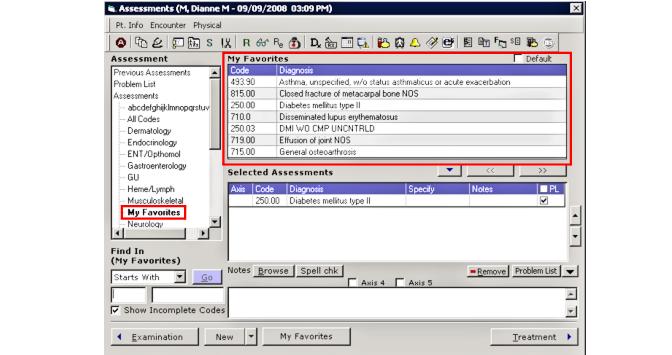 Assessments (M, Dianne M - 09/09/2008 03:09 PM)
Pt. Info Encounter Physical
Assessment
Previous Assessments
Problem List
Assessments
abcdefghijklmnopqrstuv
All Codes
Dermatology
Endocrinology
ENT/Opthomol
Gastroenterology
GU
Heme/Lymph
Musculoskeletal
My Favorites
Neurology
Find In
(My Favorites)
Starts With Go
Show Incomplete Codes
My Favorites Default
Code Diagnosis
493.90 Asthma, unspecified, w/o status asthmaticus or acute exacerbation
815.00 Closed fracture of metacarpal bone NOS
250.00 Diabetes mellitus type II
710.0 Disseminated lupus erythematosus
250.03 DMI WO CMP UNCNTRLD
719.00 Effusion of joint NOS
715.00 General osteoarthrosis
Selected Assessments << >>
Axis Code Diagnosis Specify Notes PL
250.00 Diabetes mellitus type II
Notes Browse Spell chk Remove Problem List
Axis 4 Axis 5
Examination New My Favorites Treatment